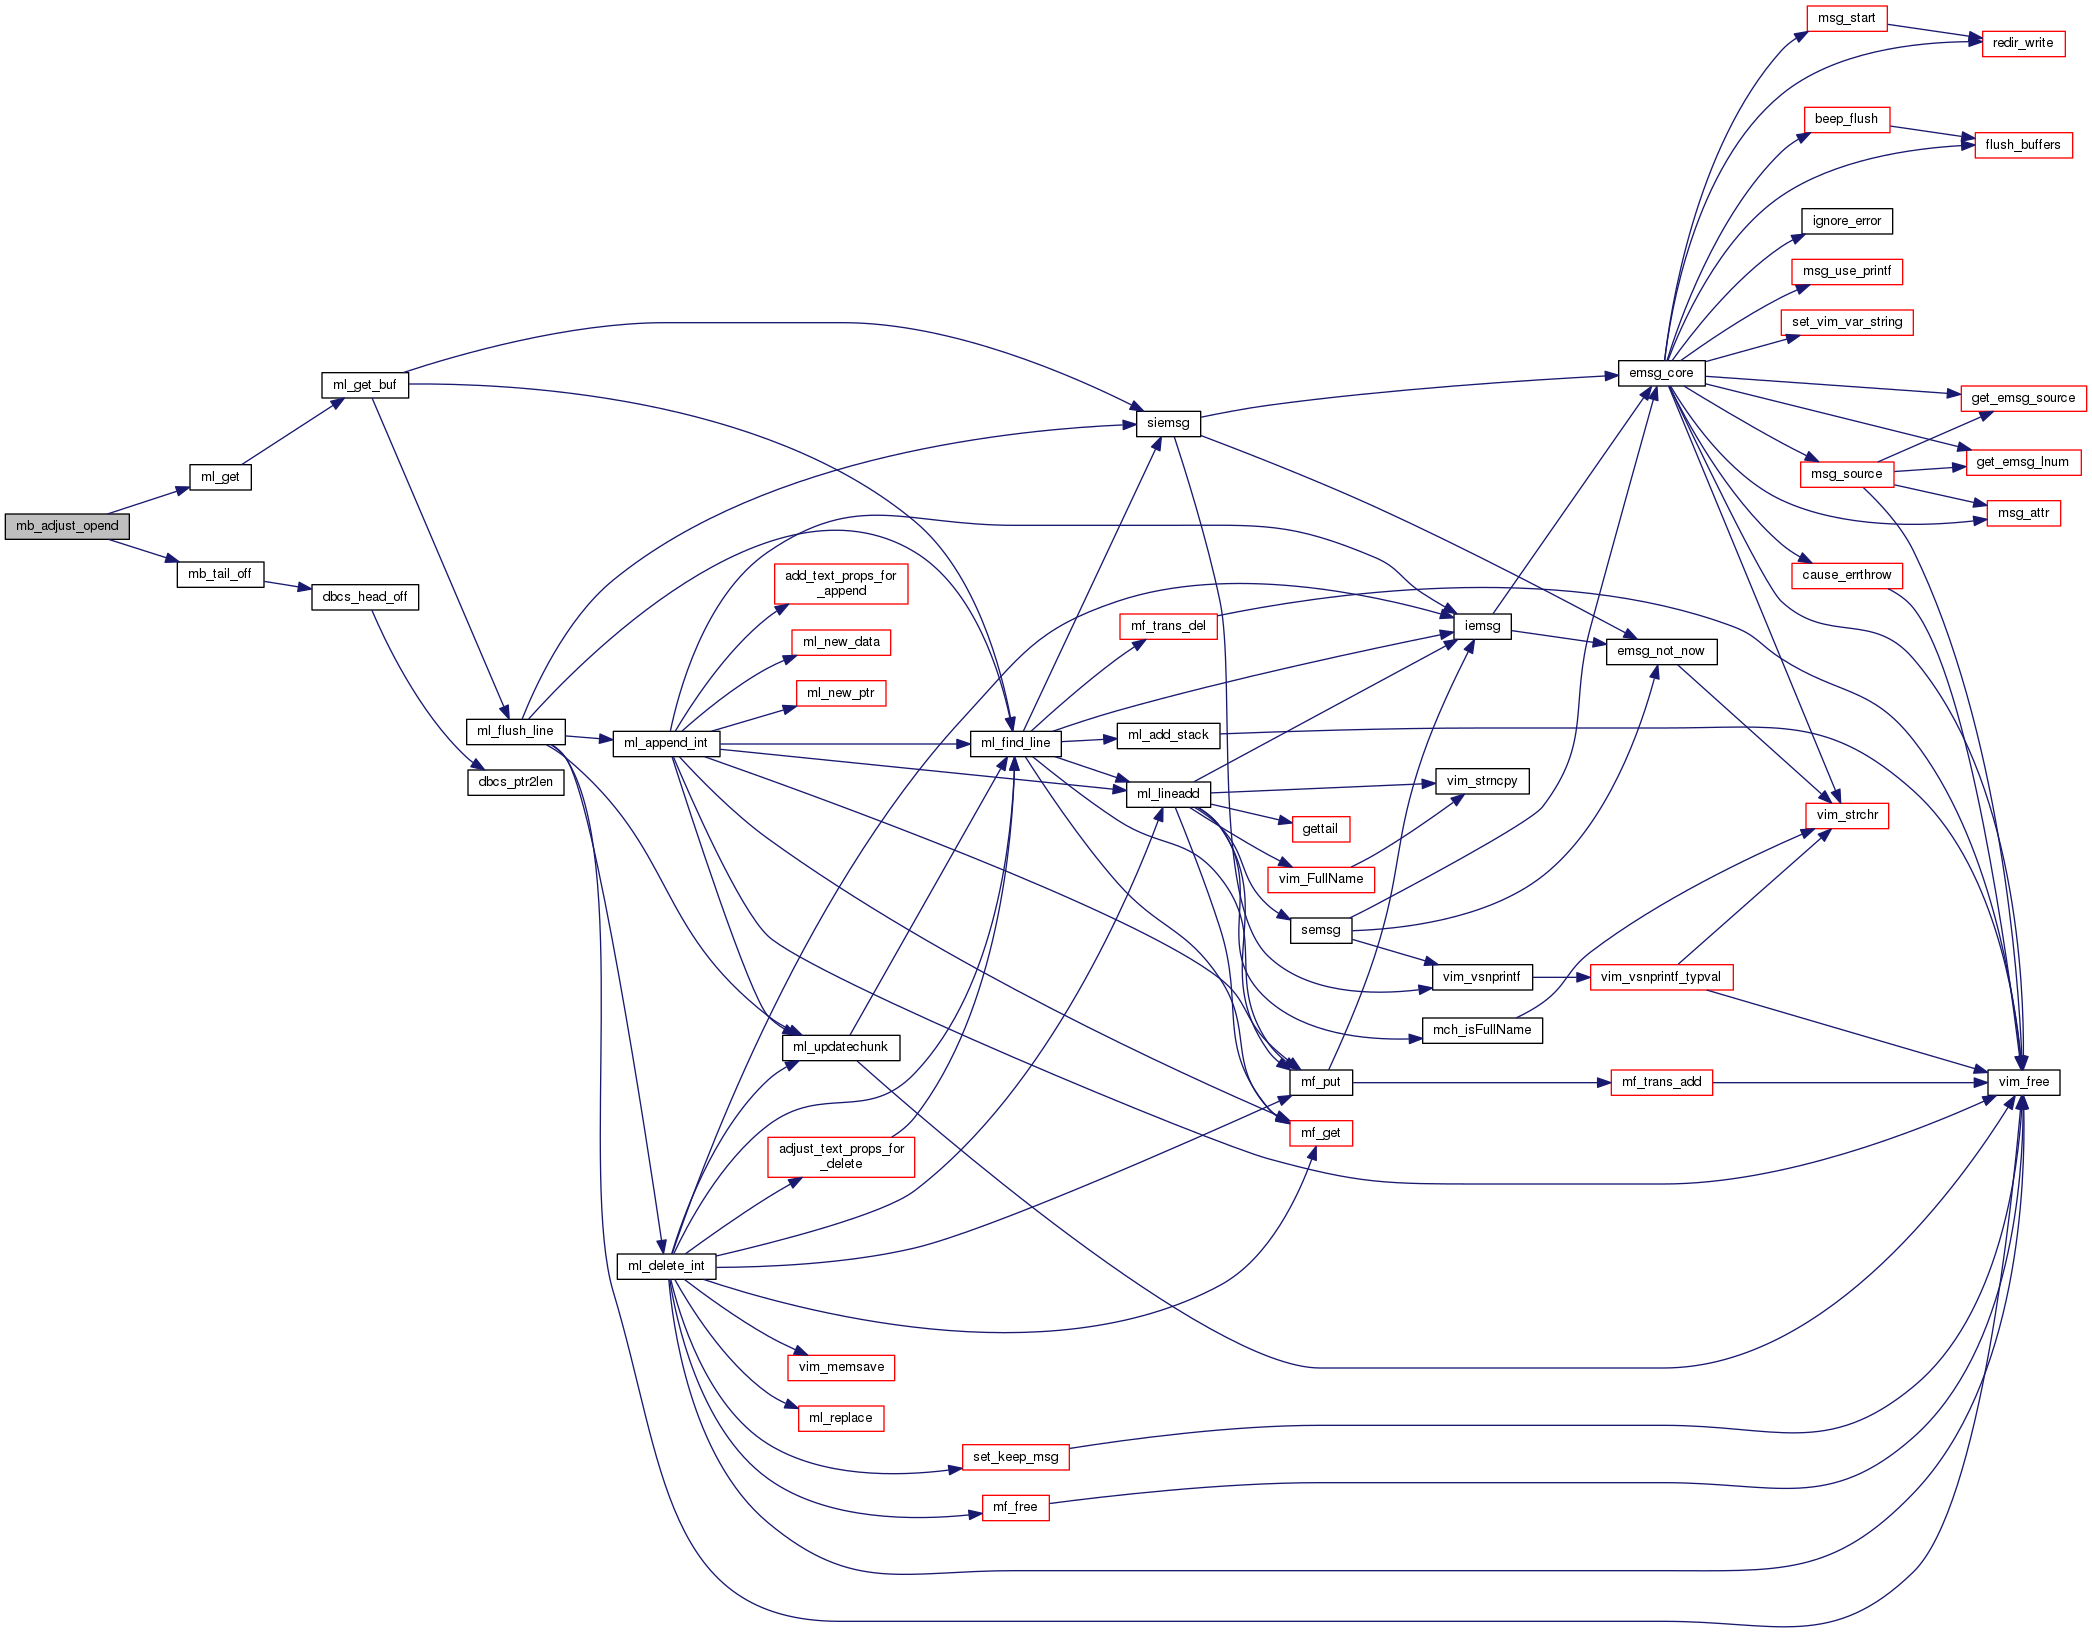 msg_start
redir_write
beep_flush
flush_buffers
ignore_error
msg_use_printf
set_vim_var_string
emsg_core
get_emsg_source
ml_get_buf
siemsg
get_emsg_lnum
msg_source
ml_get
msg_attr
mb_adjust_opend
mb_tail_off
cause_errthrow
add_text_props_for
_append
dbcs_head_off
mf_trans_del
iemsg
ml_new_data
emsg_not_now
ml_new_ptr
ml_flush_line
ml_append_int
ml_find_line
ml_add_stack
dbcs_ptr2len
vim_strncpy
ml_lineadd
vim_strchr
gettail
vim_FullName
semsg
vim_vsnprintf
vim_vsnprintf_typval
mch_isFullName
ml_updatechunk
mf_put
mf_trans_add
vim_free
mf_get
adjust_text_props_for
_delete
ml_delete_int
vim_memsave
ml_replace
set_keep_msg
mf_free